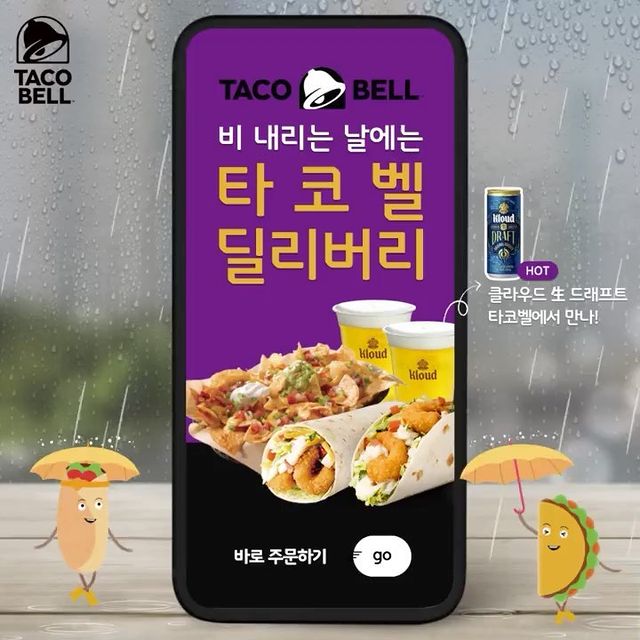 TACO
BELL
TACO BELL
비 내리는 날에는
타코벨
딜리버리
Kloud
DRAFT
HOT
클라우드 生 드래프트
타코벨에서 만나!
Kloud
Kloud
바로 주문하기
go